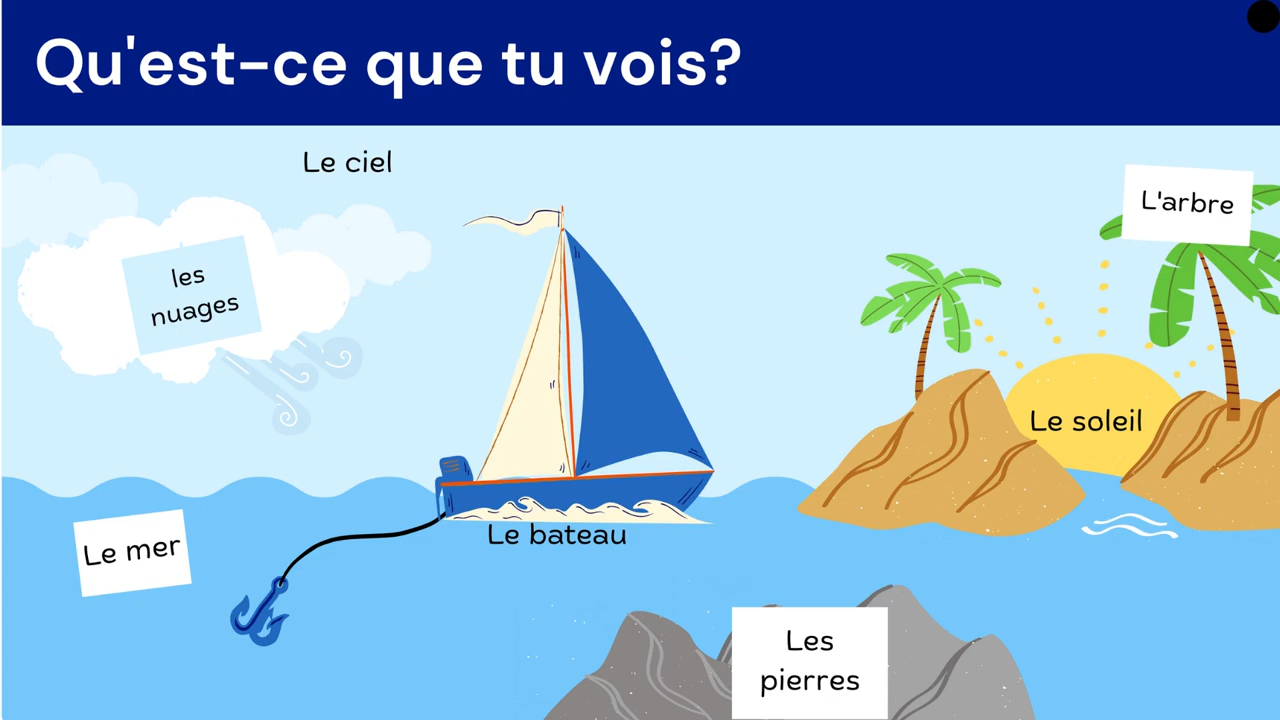 Qu'est-ce que tu vois?
Le ciel
L'arbre
les
nuages
Le soleil
Le mer
Le bateau
Les
pierres